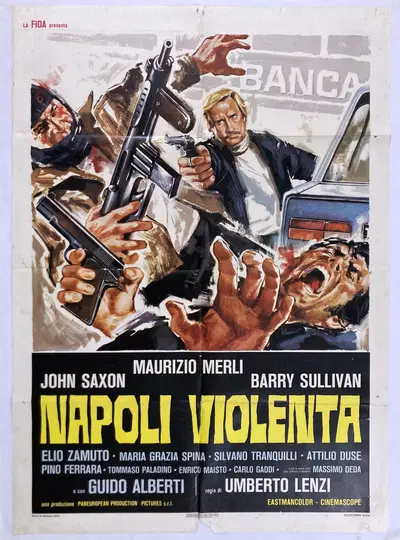 LA FIDA presenta
BANCA
MAURIZIO MERLI
JOHN SAXON BARRY SULLIVAN
NAPOLI VIOLENTA
ELIO ZAMUTO · MARIA GRAZIA SPINA · SILVANO TRANQUILLI · ATTILIO DUSE
PINO FERRARA · TOMMASO PALADINO · ENRICO MAISTO · CARLO GADDI · MASSIMO DEDA
e con GUIDO ALBERTI regia di UMBERTO LENZI
una produzione PANEUROPEAN PRODUCTION PICTURES s.r.l. EASTMANCOLOR - CINEMASCOPE